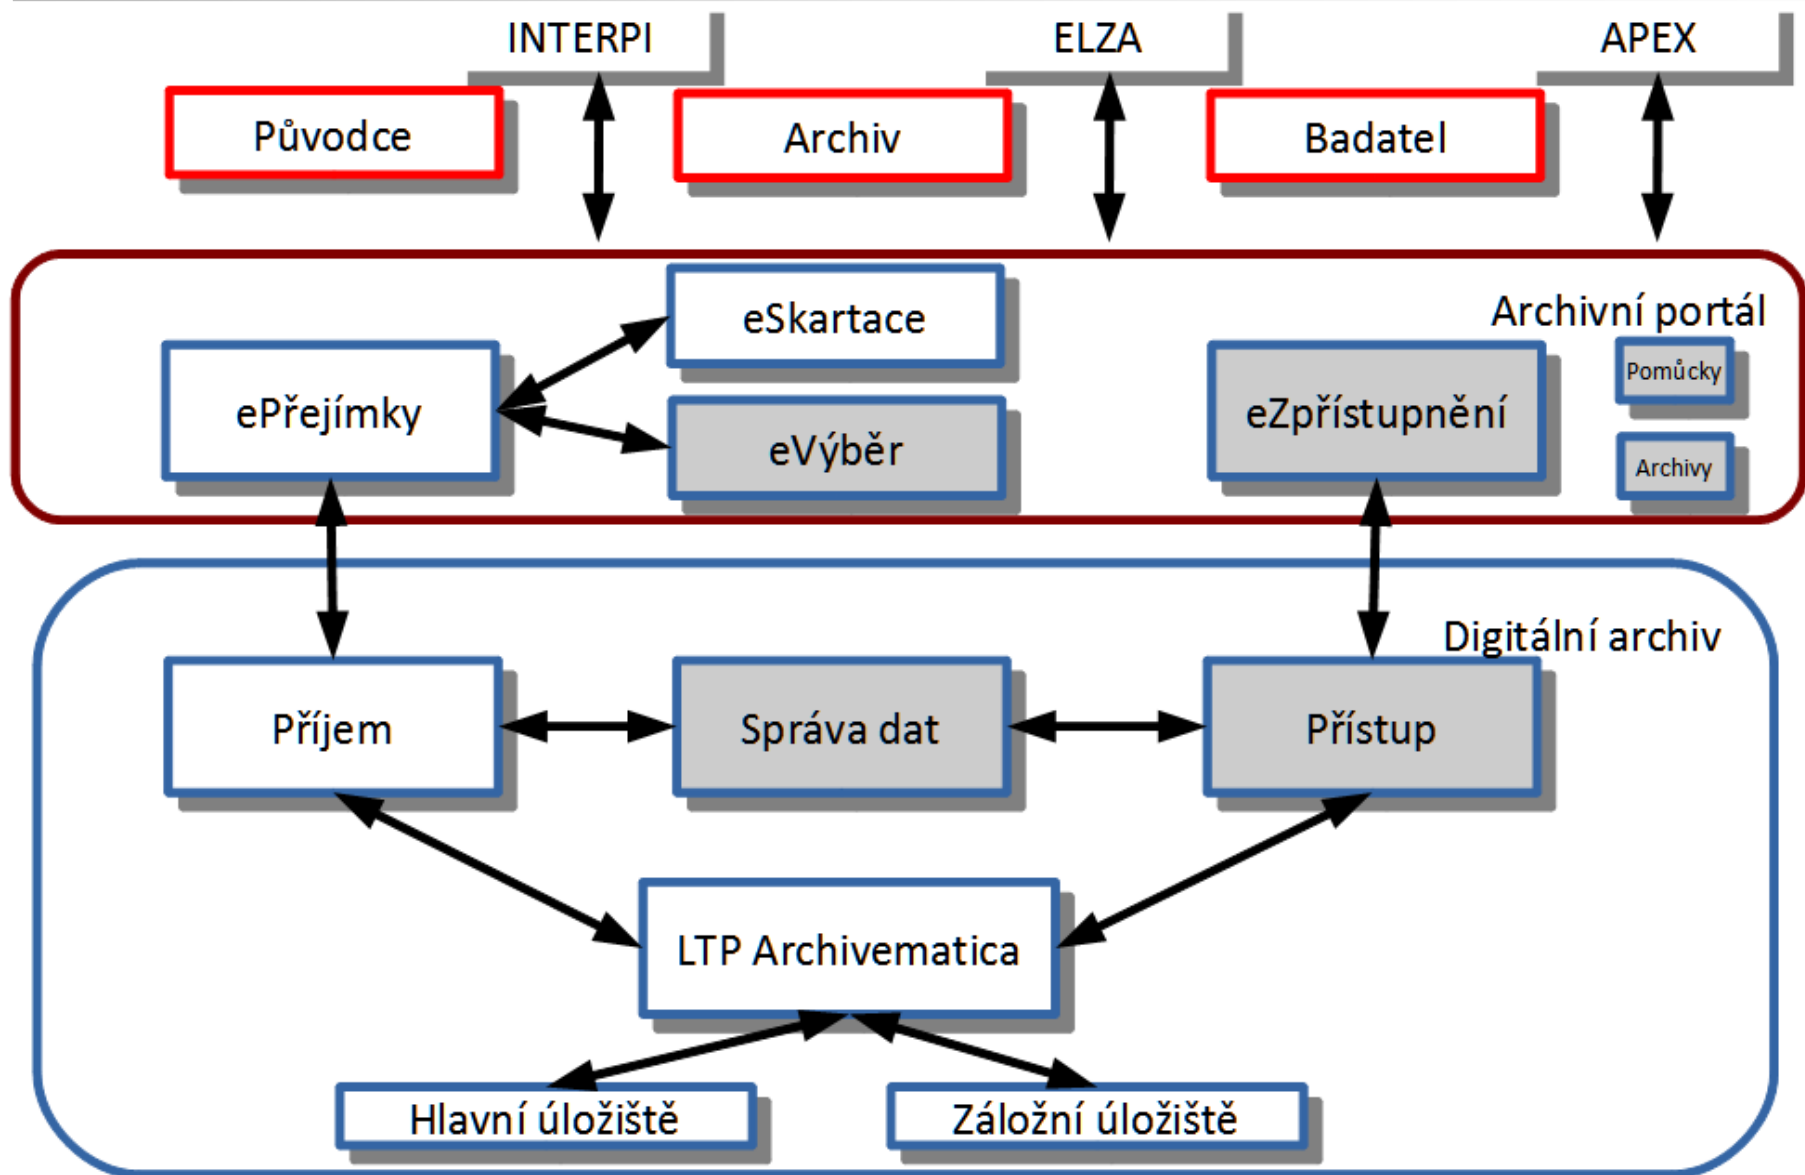 INTERPI
ELZA
APEX
Původce
Archiv
Badatel
eSkartace
Archivní portál
ePřejímky
eVýběr
eZpřístupnění
Pomůcky
Archivy
Digitální archiv
Příjem
Správa dat
Přístup
LTP Archivematica
Hlavní úložiště
Záložní úložiště